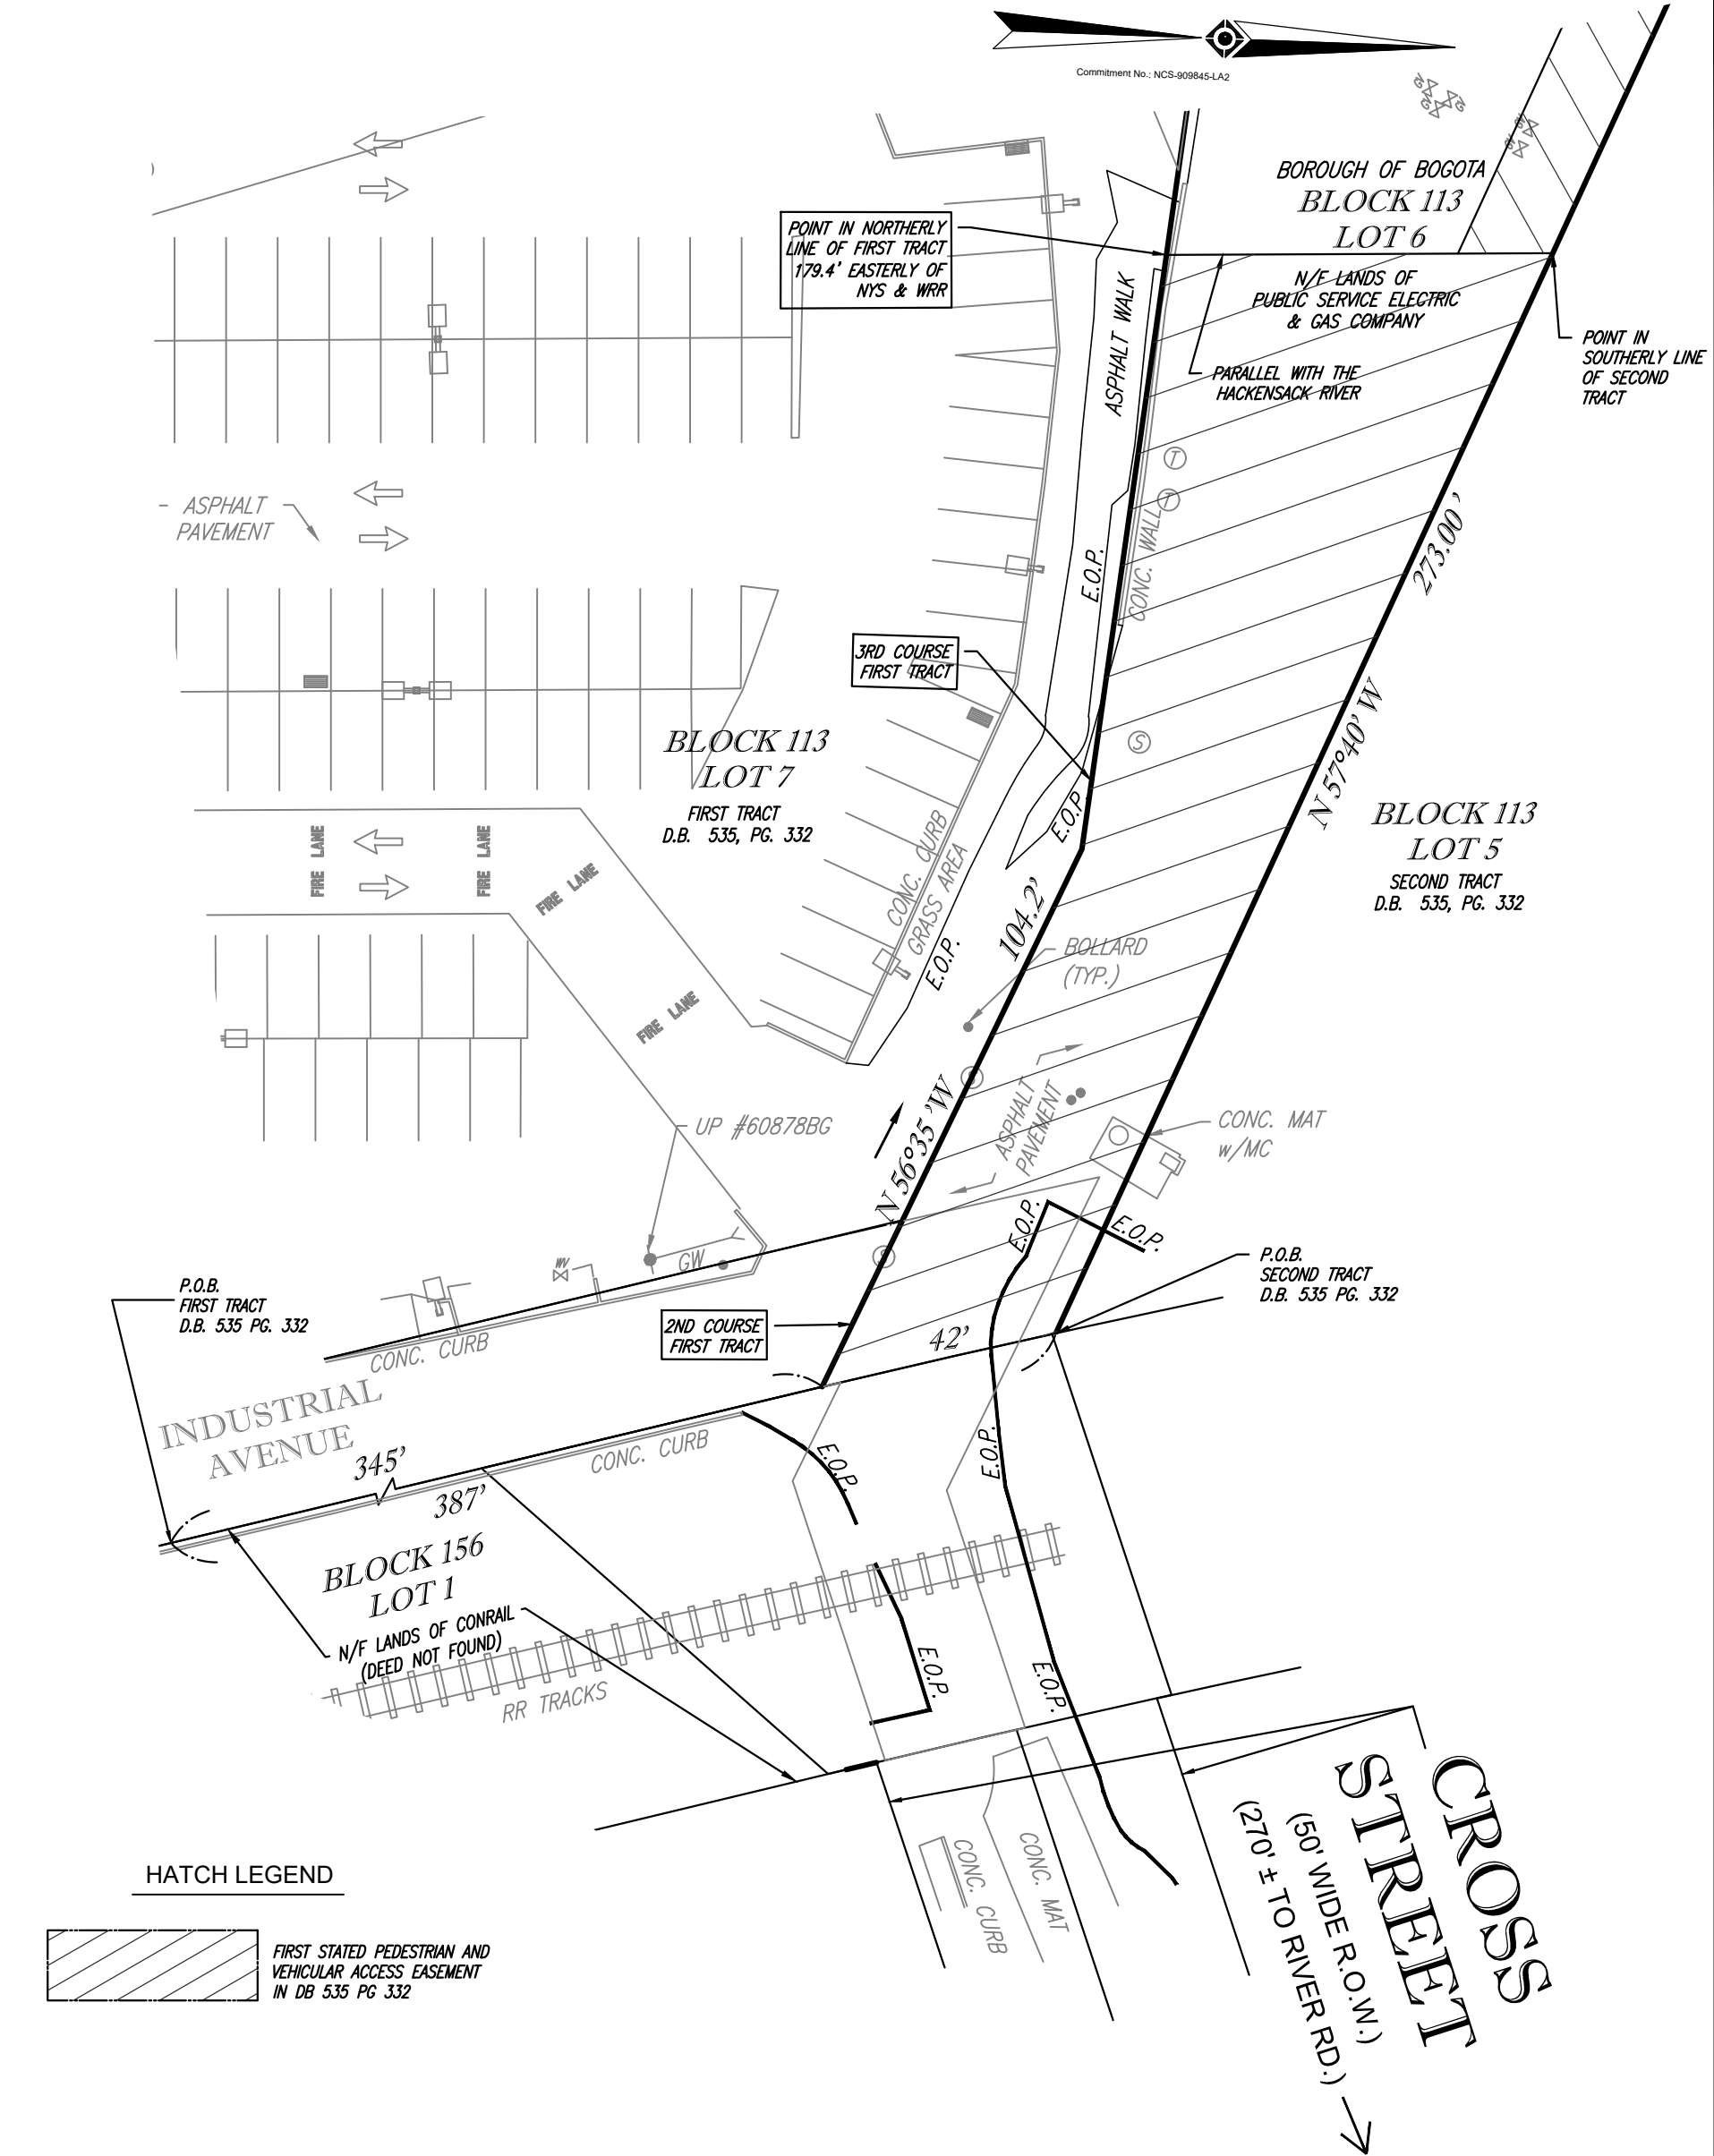 Commitment No.: NCS-909845-LA2
BOROUGH OF BOGOTA
BLOCK 113
LOT 6
POINT IN NORTHERLY
LINE OF FIRST TRACT
179.4' EASTERLY OF
NYS & WRR
N/F LANDS OF
PUBLIC SERVICE ELECTRIC
& GAS COMPANY
POINT IN
SOUTHERLY LINE
OF SECOND
TRACT
PARALLEL WITH THE
HACKENSACK RIVER
ASPHALT WALK
ASPHALT
PAVEMENT
T
T
CONC. WALL
E.O.P.
273.00 '
N 57°40' W
3RD COURSE
FIRST TRACT
S
BLOCK 113
LOT 7
FIRST TRACT
D.B. 535, PG. 332
BLOCK 113
LOT 5
SECOND TRACT
D.B. 535, PG. 332
FIRE LANE
FIRE LANE
FIRE LANE
FIRE LANE
CONC. CURB
GRASS AREA
E.O.P.
E.O.P.
104.2'
BOLLARD
(TYP.)
N 56°35 'W
ASPHALT
PAVEMENT
UP #60878BG
CONC. MAT
w/MC
E.O.P.
E.O.P.
GW
S
P.O.B.
FIRST TRACT
D.B. 535 PG. 332
P.O.B.
SECOND TRACT
D.B. 535 PG. 332
2ND COURSE
FIRST TRACT
42'
CONC. CURB
INDUSTRIAL
AVENUE
345'
387'
CONC. CURB
E.O.P.
E.O.P.
BLOCK 156
LOT 1
N/F LANDS OF CONRAIL
(DEED NOT FOUND)
RR TRACKS
E.O.P.
E.O.P.
CONC. CURB
CONC. MAT
CROSS
STREET
(50' WIDE R.O.W.)
(270' ± TO RIVER RD.)
HATCH LEGEND
FIRST STATED PEDESTRIAN AND
VEHICULAR ACCESS EASEMENT
IN DB 535 PG 332